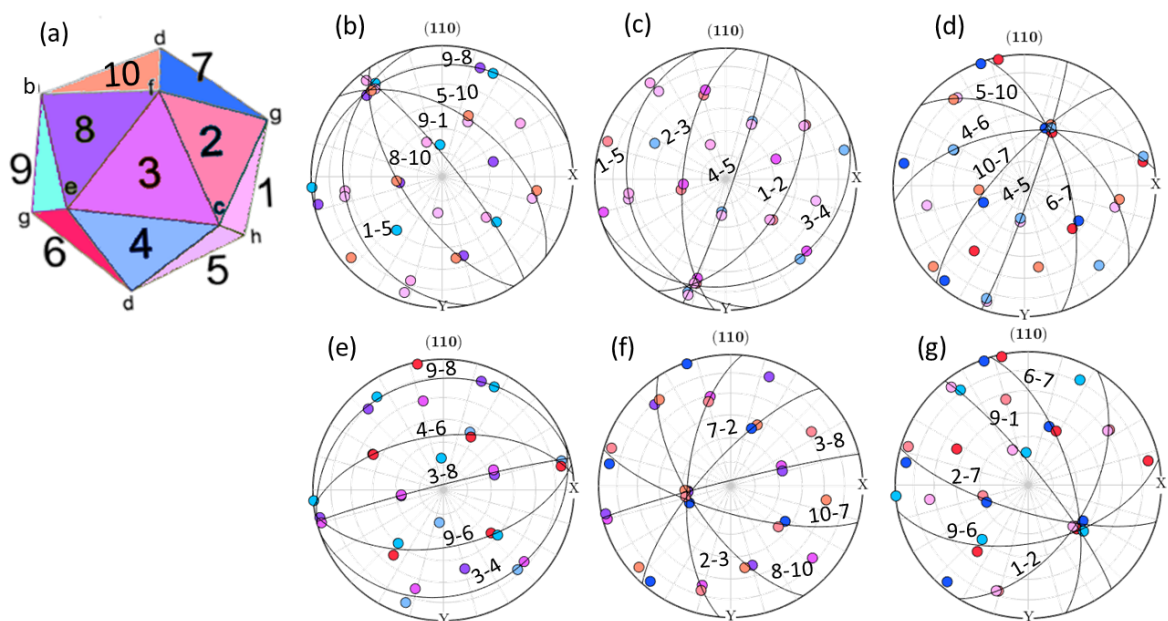 (a)
d
10
7
b
f
g
8
2
9
3
1
e
c
g
h
4
6
5
d
(b)
(110)
9-8
5-10
9-1
8-10
X
1-5
Y
(c)
(110)
2-3
1-5
4-5
1-2
X
3-4
Y
(d)
(110)
5-10
4-6
10-7
4-5
6-7
X
Y
(e)
(110)
9-8
4-6
3-8
X
9-6
3-4
Y
(f)
(110)
7-2
3-8
X
10-7
2-3
8-10
Y
(g)
(110)
6-7
9-1
2-7
X
9-6
1-2
Y